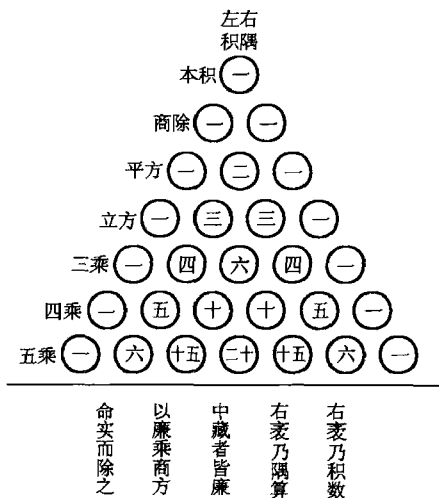 左右
积隅
本积 一
商除 一 一
平方 一 二 一
立方 一 三 三 一
三乘 一 四 六 四 一
四乘 一 五 十 十 五 一
五乘 一 六 十五 二十 十五 六 一
右袤乃积数
右袤乃隅算
中藏者皆廉
以廉乘商方
命实而除之